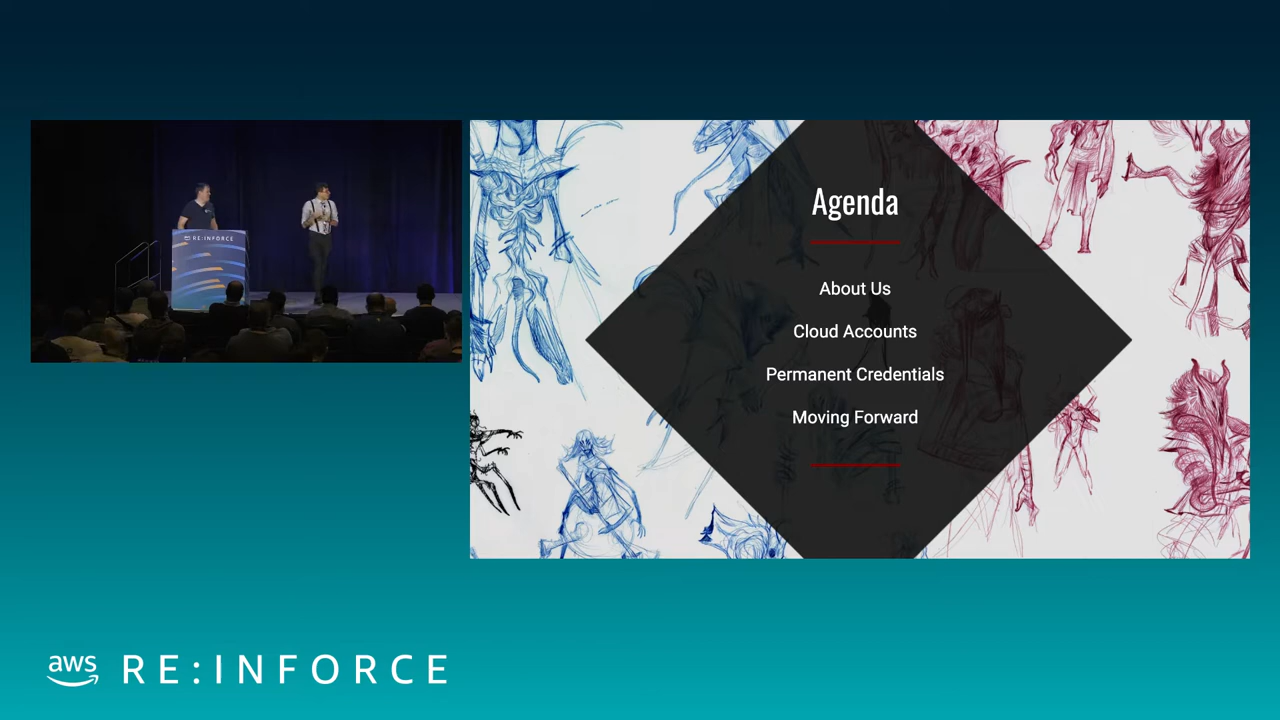 RE:INFORCE
Agenda
About Us
Cloud Accounts
Permanent Credentials
Moving Forward
aws RE:INFORCE